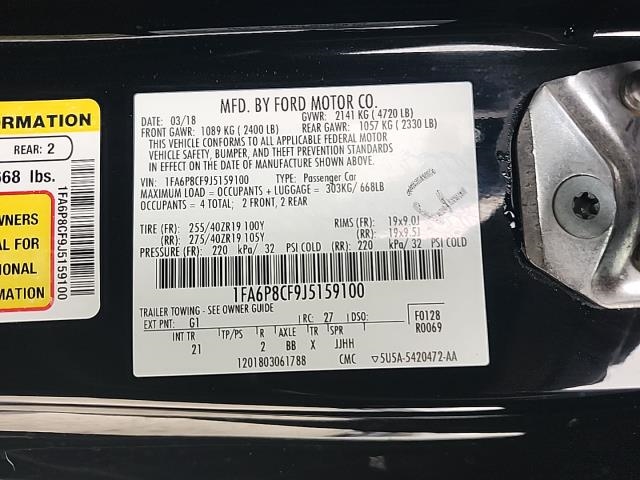 ORMATION
REAR: 2
668 lbs.
WNERS
AL FOR
IONAL
MATION
1FA6P8CF9J5159100
MFD. BY FORD MOTOR CO.
DATE: 03/18 GVWR: 2141 KG ( 4720 LB)
FRONT GAWR: 1089 KG ( 2400 LB) REAR GAWR: 1057 KG ( 2330 LB)
THIS VEHICLE CONFORMS TO ALL APPLICABLE FEDERAL MOTOR
VEHICLE SAFETY, BUMPER, AND THEFT PREVENTION STANDARDS
IN EFFECT ON THE DATE OF MANUFACTURE SHOWN ABOVE.
VIN: 1FA6P8CF9J5159100 TYPE: Passenger Car
MAXIMUM LOAD = OCCUPANTS + LUGGAGE = 303KG / 668LB
OCCUPANTS = 4 TOTAL; 2 FRONT, 2 REAR
TIRE (FR): 255/40ZR19 100Y RIMS (FR): 19x9.0J
(RR): 275/40ZR19 105Y (RR): 19x9.5J
PRESSURE (FR): 220 kPa/ 32 PSI COLD (RR): 220 kPa/ 32 PSI COLD
1FA6P8CF9J5159100
TRAILER TOWING - SEE OWNER GUIDE
EXT PNT: G1 RC: 27 DSO: F0128
INT TR TP/PS R AXLE TR SPR R0069
21 2 BB X JJHH
1201803061788 CMC 5U5A-5420472-AA